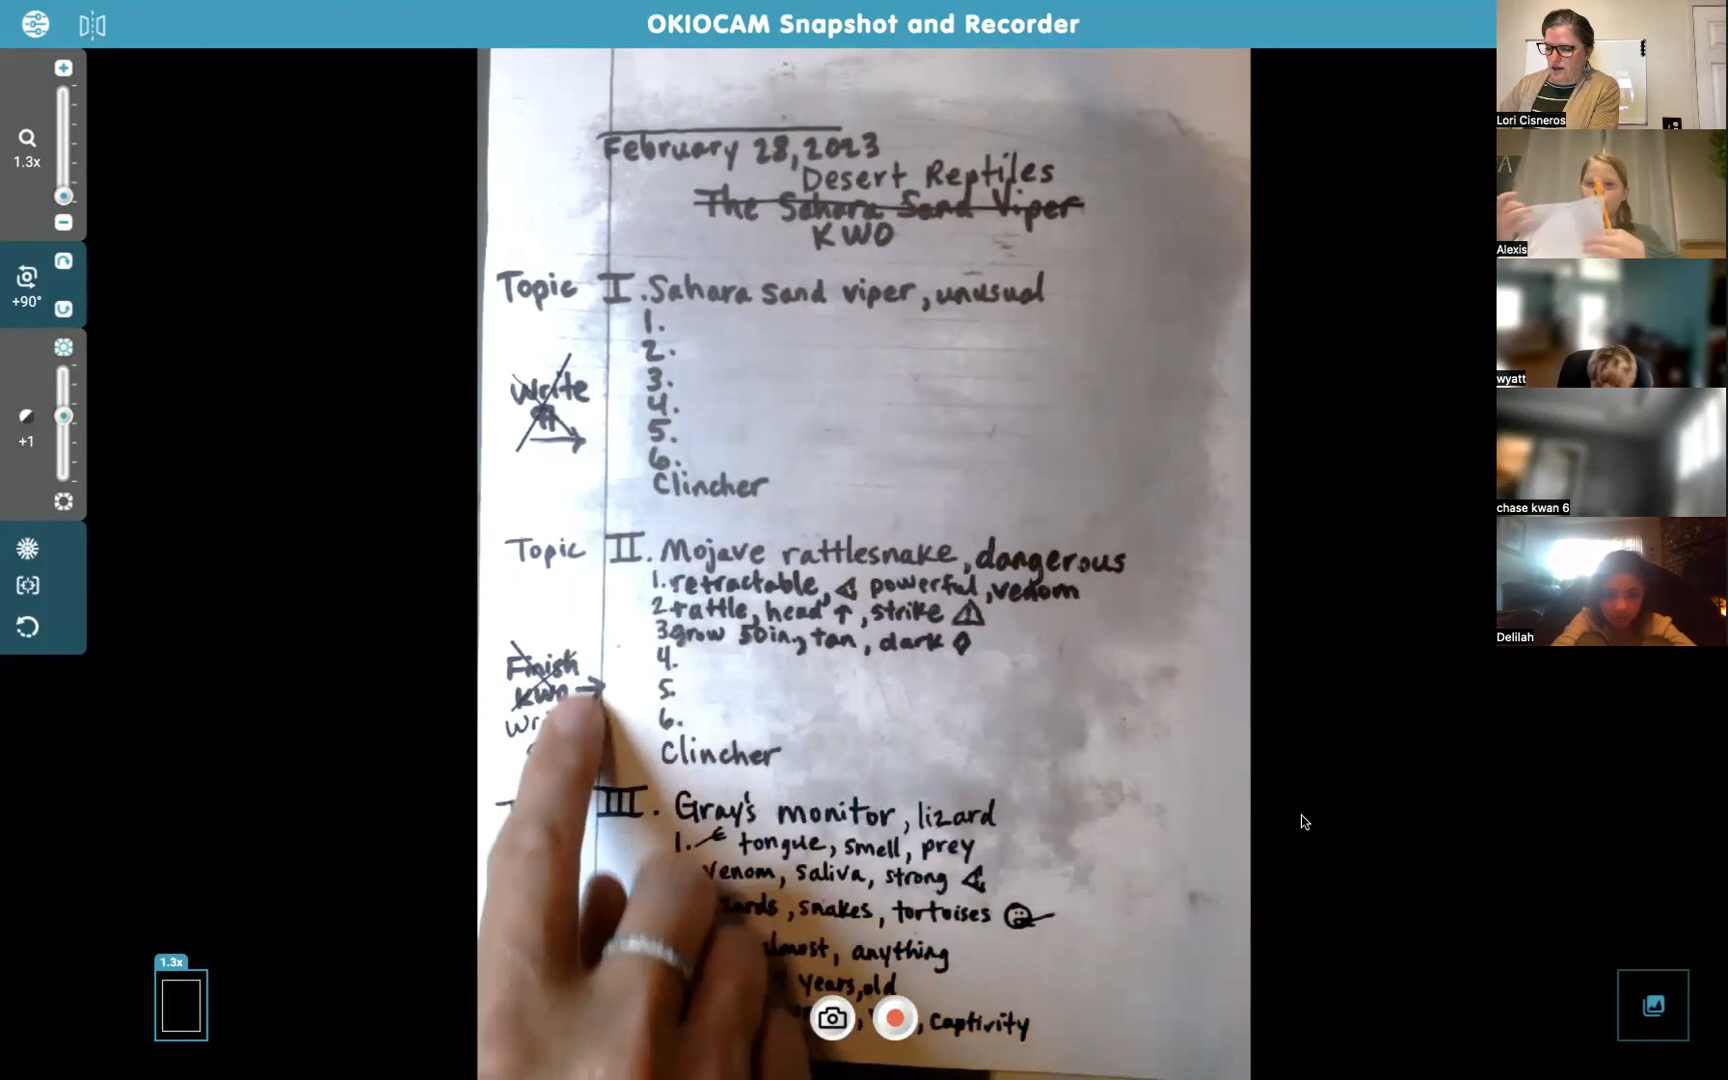 OKIOCAM Snapshot and Recorder
1.3x
+90°
+1
1.3x
February 28, 2023
Desert Reptiles
The Sahara Sand Viper
KWO
Topic I. Sahara sand viper, unusual
1.
2.
3.
Write
4.
5.
6.
Clincher
Topic II. Mojave rattlesnake, dangerous
1. retractable, powerful, venom
2 rattle, head ↑, strike ⚠
3 grow 50in, tan, dark ◊
4.
Finish
KWO → 5.
6.
Clincher
III. Gray's monitor, lizard
1. tongue, smell, prey
venom, saliva, strong
, snakes, tortoises
almost, anything
years, old
, captivity
Lori Cisneros
Alexis
wyatt
chase kwan 6
Delilah